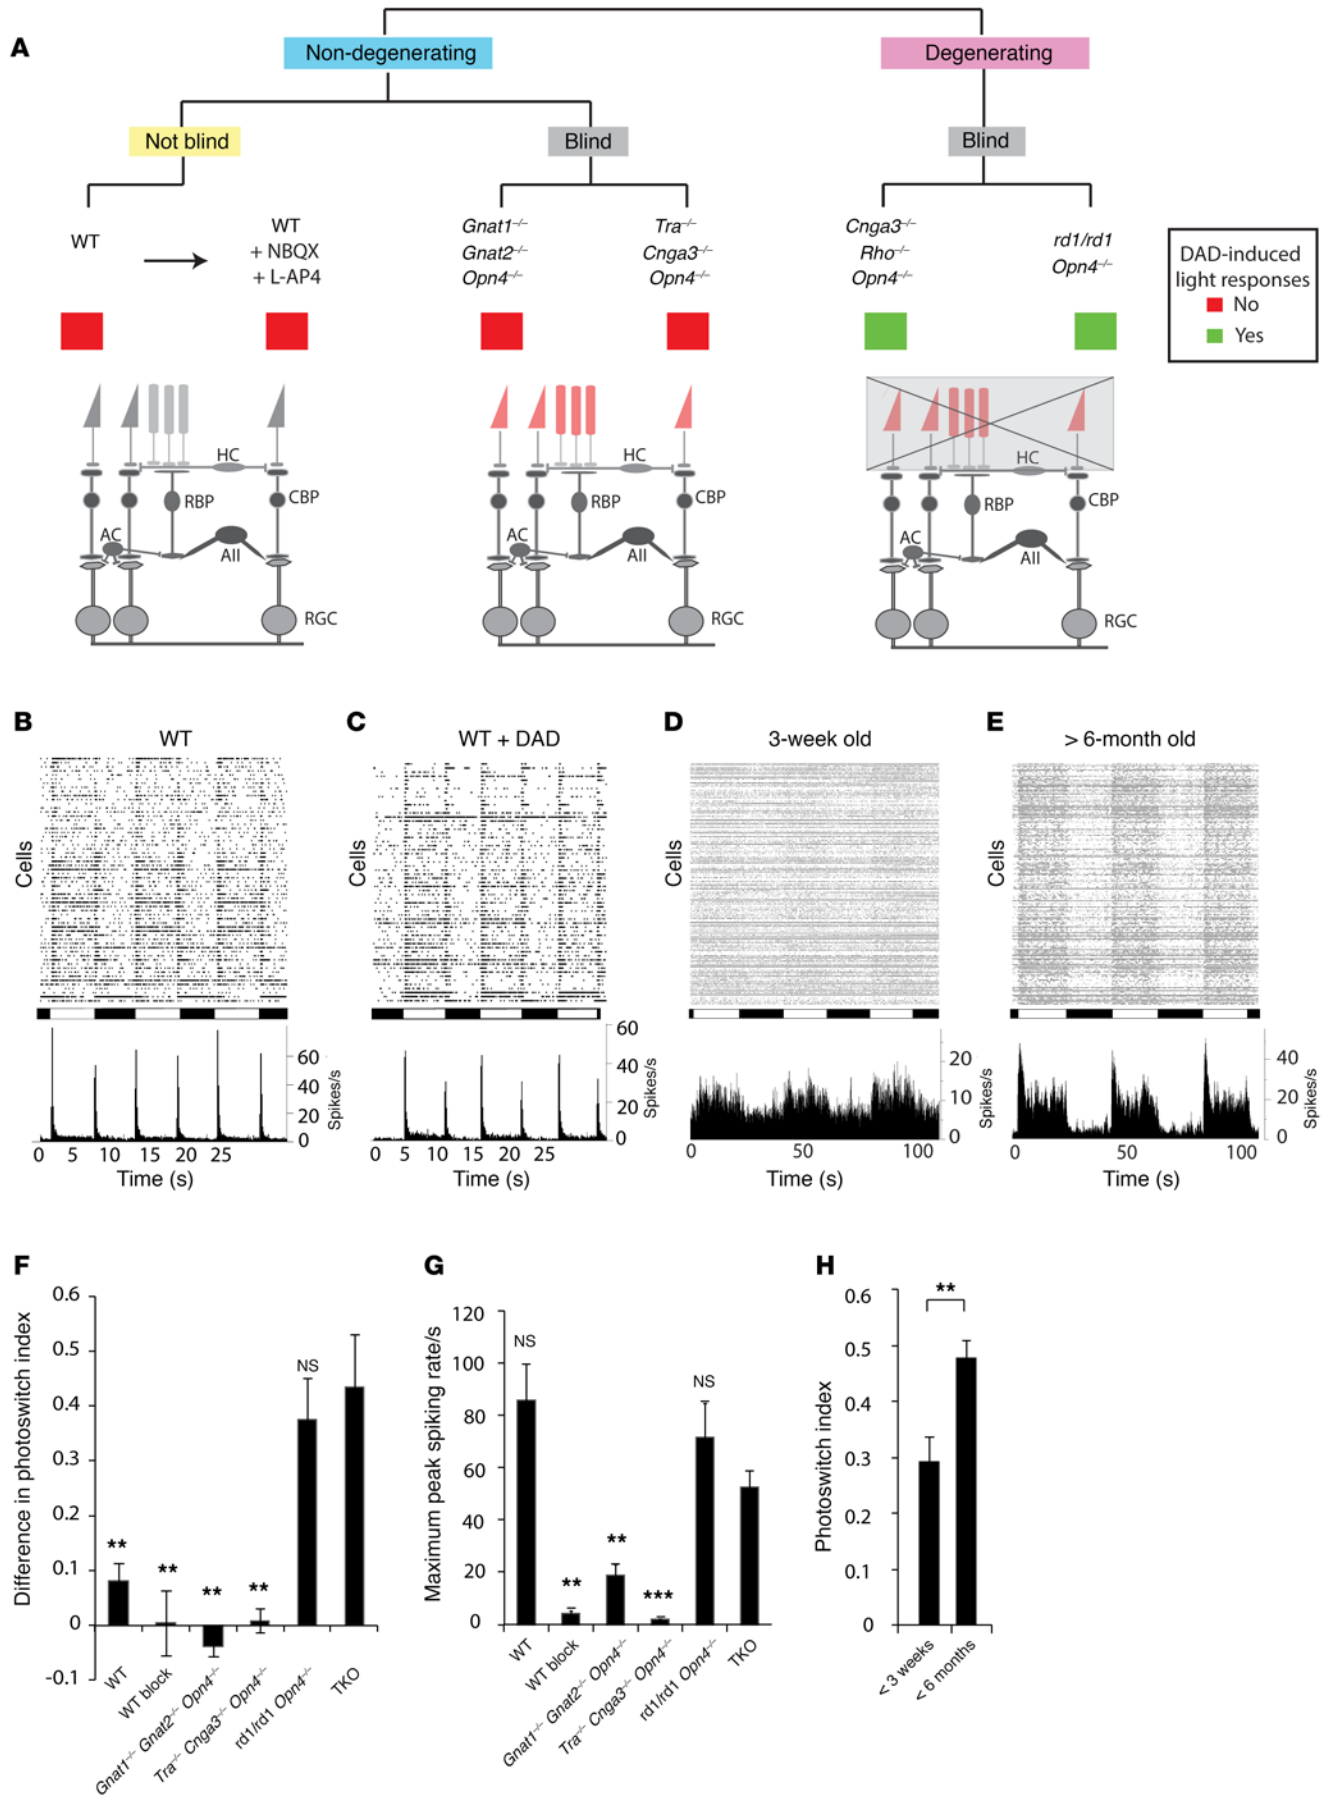 A
Non-degenerating
Degenerating
Not blind
Blind
Blind
WT
WT
+ NBQX
+ L-AP4
Gnat1–/–
Gnat2–/–
Opn4–/–
Tra–/–
Cnga3–/–
Opn4–/–
Cnga3–/–
Rho–/–
Opn4–/–
rd1/rd1
Opn4–/–
DAD-induced
light responses
No
Yes
HC
RBP
CBP
AC
AII
RGC
HC
RBP
CBP
AC
AII
RGC
HC
RBP
CBP
AC
AII
RGC
B
WT
Cells
60
40
20
0
Spikes/s
0 5 10 15 20 25
Time (s)
C
WT + DAD
Cells
60
40
20
0
Spikes/s
0 5 10 15 20 25
Time (s)
D
3-week old
Cells
20
10
0
Spikes/s
0 50 100
Time (s)
E
> 6-month old
Cells
40
20
0
Spikes/s
0 50 100
Time (s)
F
Difference in photoswitch index
0.6
0.5
0.4
0.3
0.2
0.1
0
-0.1
** ** ** ** NS
WT
WT block
Gnat1–/– Gnat2–/– Opn4–/–
Tra–/– Cnga3–/– Opn4–/–
rd1/rd1 Opn4–/–
TKO
G
Maximum peak spiking rate/s
120
100
80
60
40
20
0
NS ** ** *** NS
WT
WT block
Gnat1–/– Gnat2–/– Opn4–/–
Tra–/– Cnga3–/– Opn4–/–
rd1/rd1 Opn4–/–
TKO
H
Photoswitch index
0.6
0.5
0.4
0.3
0.2
0.1
0
**
< 3 weeks
< 6 months